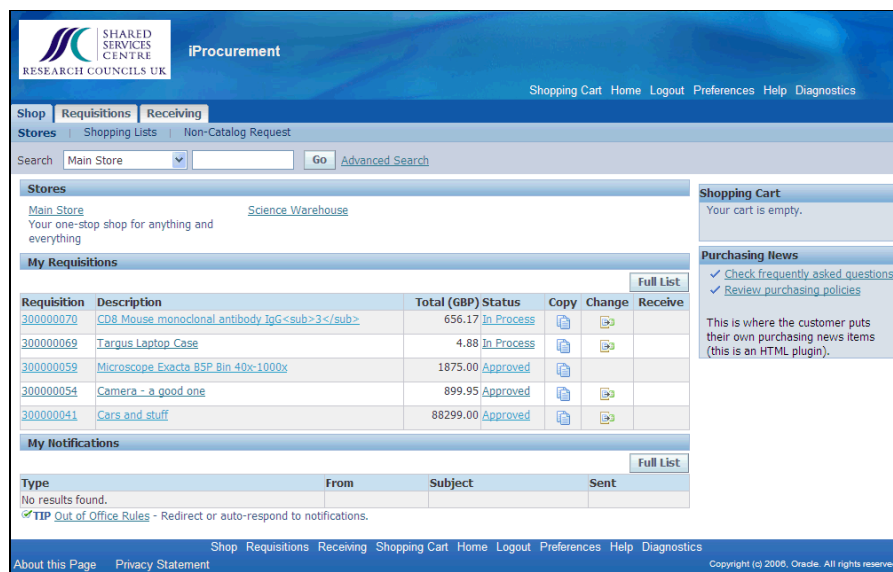 SHARED
SERVICES
CENTRE
RESEARCH COUNCILS UK
iProcurement
Shopping Cart Home Logout Preferences Help Diagnostics
Shop Requisitions Receiving
Stores | Shopping Lists | Non-Catalog Request
Search Main Store Go Advanced Search
Stores
Main Store Science Warehouse
Your one-stop shop for anything and
everything
Shopping Cart
Your cart is empty.
My Requisitions
Full List
Requisition Description Total (GBP) Status Copy Change Receive
300000070 CD8 Mouse monoclonal antibody IgG<sub>3</sub> 656.17 In Process
300000069 Targus Laptop Case 4.88 In Process
300000059 Microscope Exacta B5P Bin 40x-1000x 1875.00 Approved
300000054 Camera - a good one 899.95 Approved
300000041 Cars and stuff 88299.00 Approved
Purchasing News
Check frequently asked questions
Review purchasing policies
This is where the customer puts
their own purchasing news items
(this is an HTML plugin).
My Notifications
Full List
Type From Subject Sent
No results found.
TIP Out of Office Rules - Redirect or auto-respond to notifications.
Shop Requisitions Receiving Shopping Cart Home Logout Preferences Help Diagnostics
About this Page Privacy Statement
Copyright (c) 2006, Oracle. All rights reserve